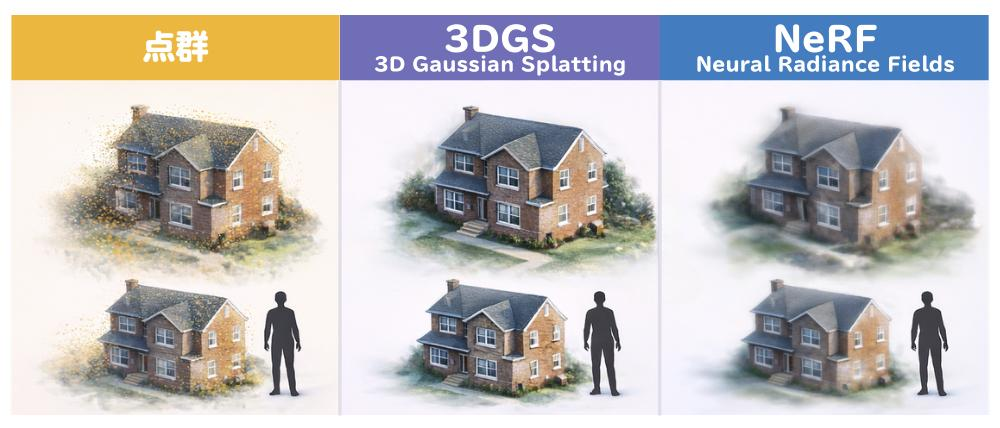 点群
3DGS
3D Gaussian Splatting
NeRF
Neural Radiance Fields